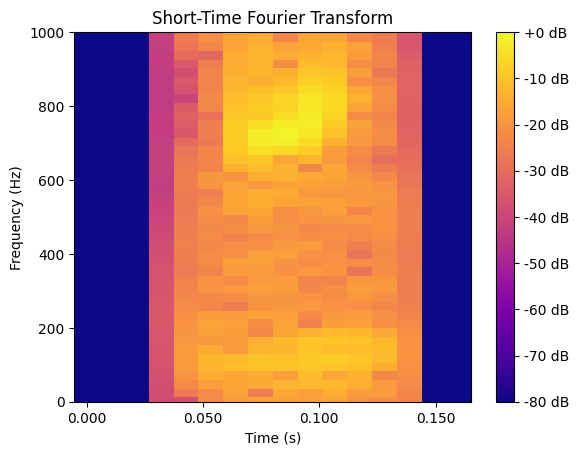 Short-Time Fourier Transform
1000
800
600
400
200
0
Frequency (Hz)
0.000
0.050
0.100
0.150
Time (s)
+0 dB
-10 dB
-20 dB
-30 dB
-40 dB
-50 dB
-60 dB
-70 dB
-80 dB